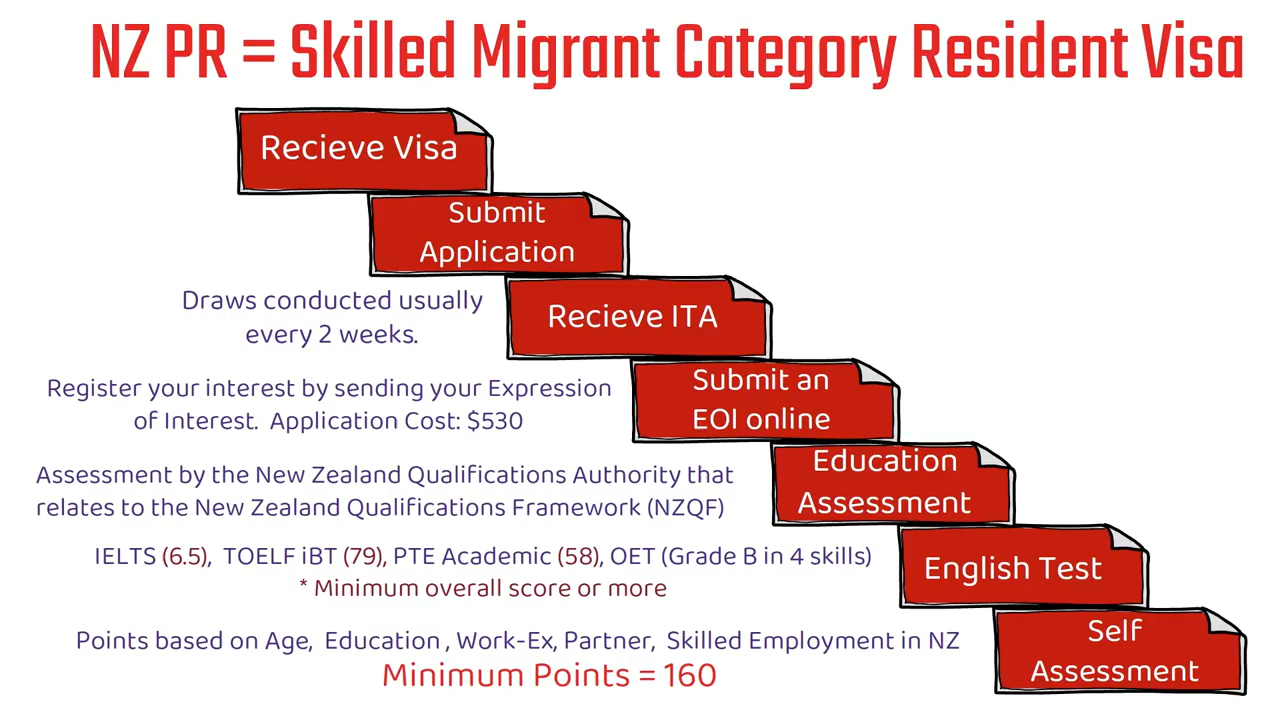 NZ PR = Skilled Migrant Category Resident Visa
Recieve Visa
Submit
Application
Draws conducted usually
every 2 weeks.
Recieve ITA
Register your interest by sending your Expression
of Interest. Application Cost: $530
Submit an
EOI online
Assessment by the New Zealand Qualifications Authority that
relates to the New Zealand Qualifications Framework (NZQF)
Education
Assessment
IELTS (6.5), TOELF iBT (79), PTE Academic (58), OET (Grade B in 4 skills)
* Minimum overall score or more
English Test
Points based on Age, Education , Work-Ex, Partner, Skilled Employment in NZ
Minimum Points = 160
Self
Assessment